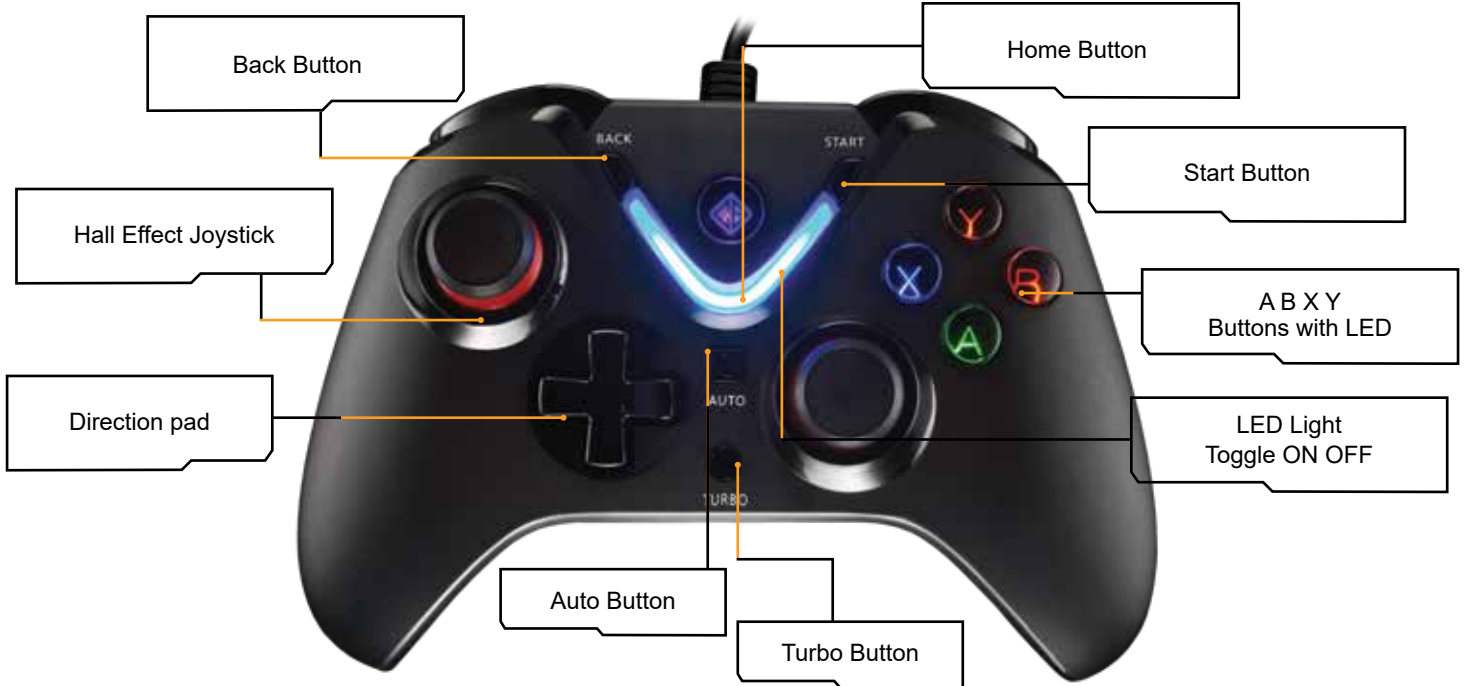 Back Button
Home Button
BACK
START
Start Button
Hall Effect Joystick
Y
X
B
A
A B X Y
Buttons with LED
AUTO
Direction pad
LED Light
Toggle ON OFF
TURBO
Auto Button
Turbo Button